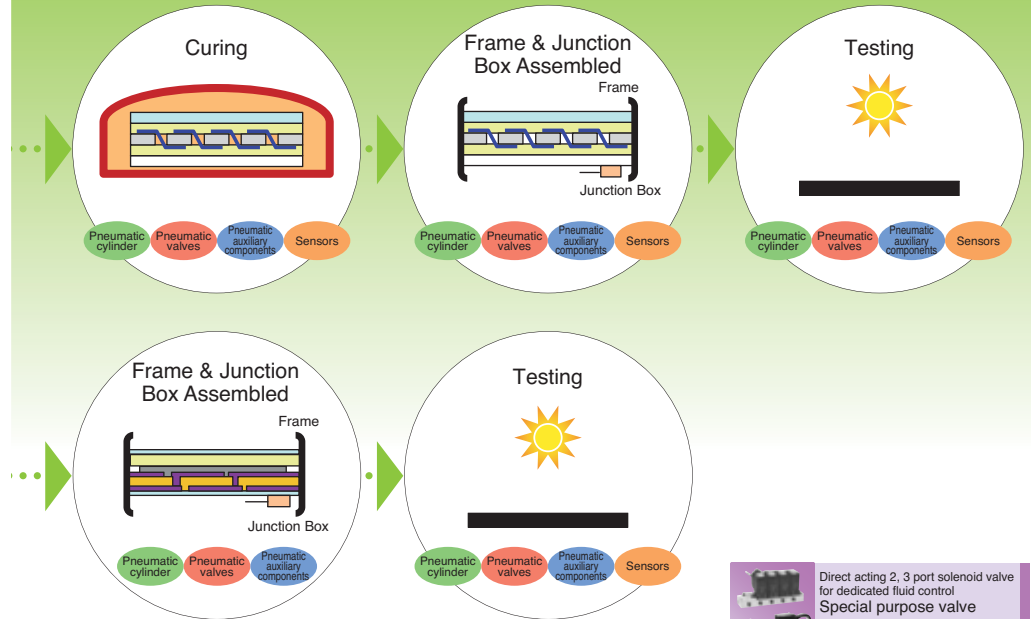 Curing
Pneumatic
cylinder
Pneumatic
valves
Pneumatic
auxiliary
components
Sensors
Frame & Junction
Box Assembled
Frame
Junction Box
Pneumatic
cylinder
Pneumatic
valves
Pneumatic
auxiliary
components
Sensors
Testing
Pneumatic
cylinder
Pneumatic
valves
Pneumatic
auxiliary
components
Sensors
Frame & Junction
Box Assembled
Frame
Junction Box
Pneumatic
cylinder
Pneumatic
valves
Pneumatic
auxiliary
components
Testing
Pneumatic
cylinder
Pneumatic
valves
Pneumatic
auxiliary
components
Sensors
Direct acting 2, 3 port solenoid valve
for dedicated fluid control
Special purpose valve